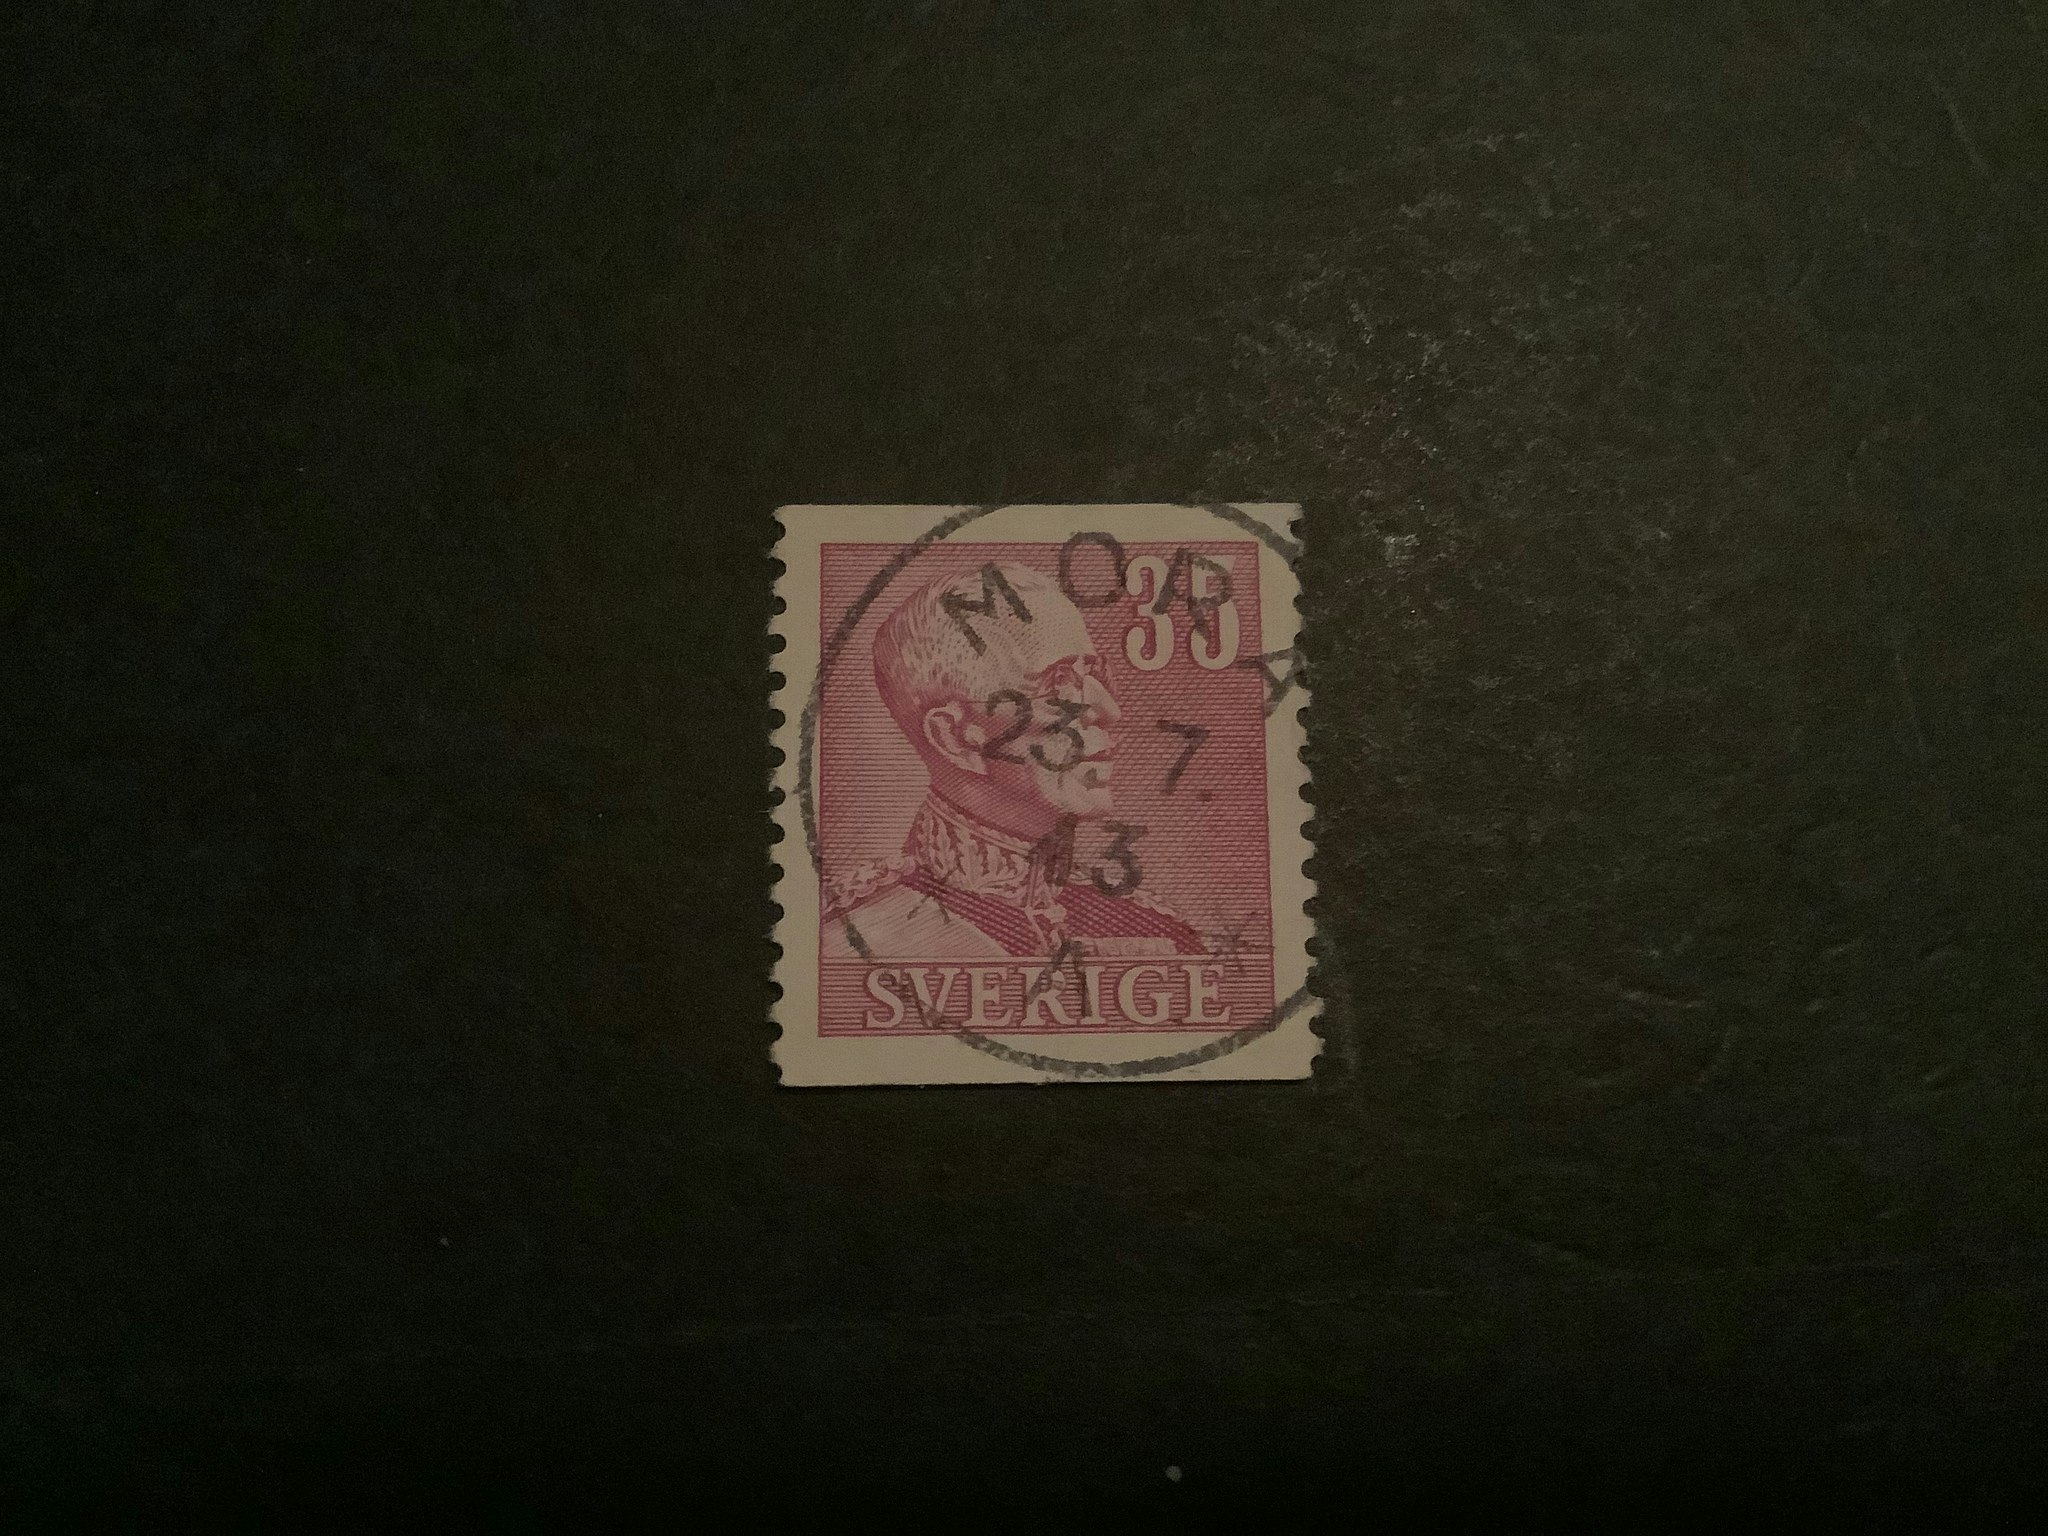 MORA
35
23. 7.
43
A
SVERIGE